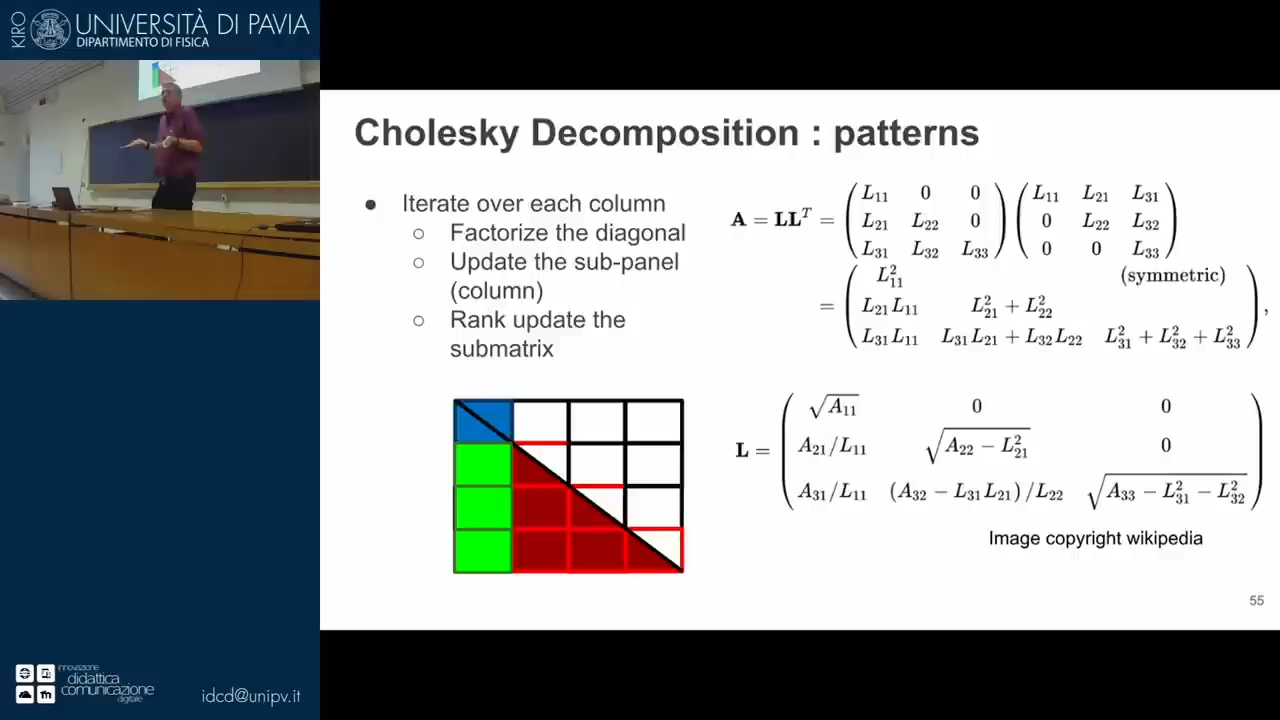 KIRO
UNIVERSITÀ DI PAVIA
DIPARTIMENTO DI FISICA
Cholesky Decomposition : patterns
● Iterate over each column
○ Factorize the diagonal
○ Update the sub-panel
(column)
○ Rank update the
submatrix
A = LL^T = ( L₁₁ 0 0 ) ( L₁₁ L₂₁ L₃₁ )
( L₂₁ L₂₂ 0 ) ( 0 L₂₂ L₃₂ )
( L₃₁ L₃₂ L₃₃ ) ( 0 0 L₃₃ )
= ( L₁₁² (symmetric) )
( L₂₁L₁₁ L₂₁² + L₂₂² )
( L₃₁L₁₁ L₃₁L₂₁ + L₃₂L₂₂ L₃₁² + L₃₂² + L₃₃² ),
L = ( √A₁₁ 0 0 )
( A₂₁/L₁₁ √(A₂₂ − L₂₁²) 0 )
( A₃₁/L₁₁ (A₃₂ − L₃₁L₂₁) /L₂₂ √(A₃₃ − L₃₁² − L₃₂²) )
Image copyright wikipedia
55
innovazione
didattica
comunicazione
digitale
idcd@unipv.it